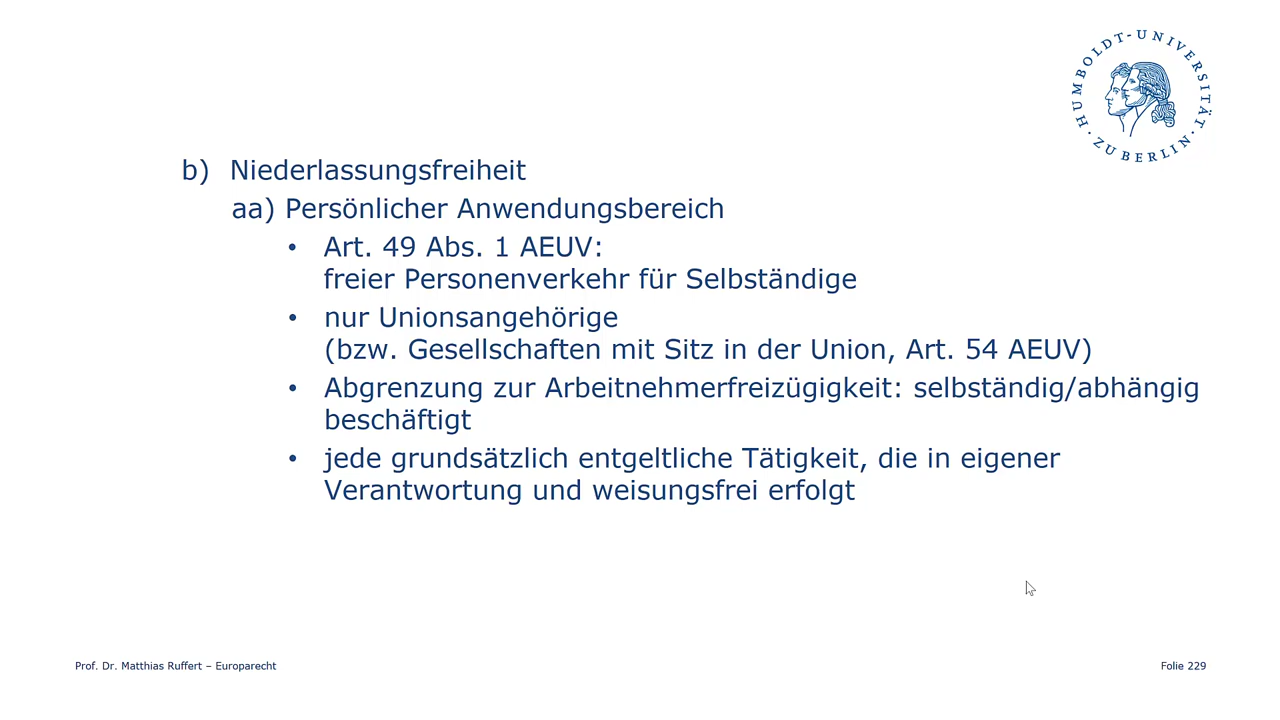 HUMBOLDT-UNIVERSITÄT · ZU BERLIN ·
b) Niederlassungsfreiheit
aa) Persönlicher Anwendungsbereich
• Art. 49 Abs. 1 AEUV:
freier Personenverkehr für Selbständige
• nur Unionsangehörige
(bzw. Gesellschaften mit Sitz in der Union, Art. 54 AEUV)
• Abgrenzung zur Arbeitnehmerfreizügigkeit: selbständig/abhängig
beschäftigt
• jede grundsätzlich entgeltliche Tätigkeit, die in eigener
Verantwortung und weisungsfrei erfolgt
Prof. Dr. Matthias Ruffert – Europarecht
Folie 229